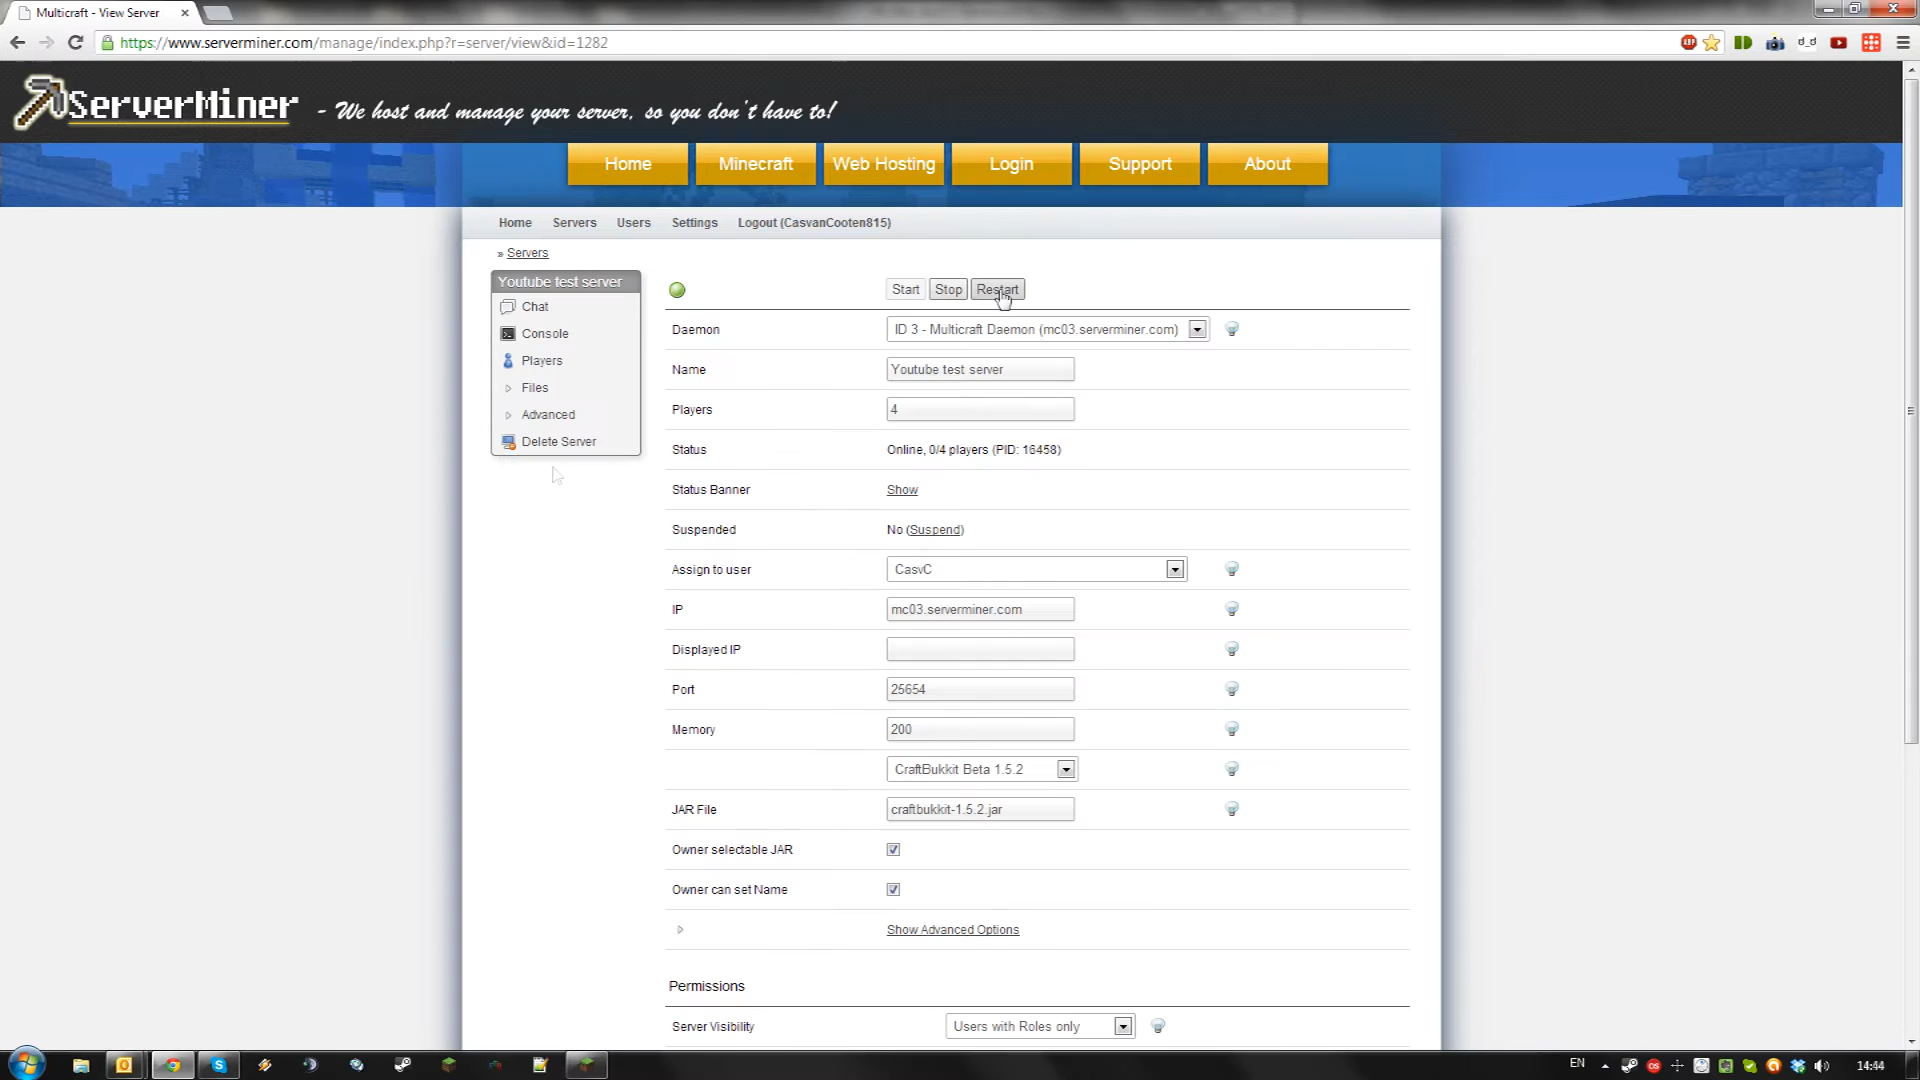 Multicraft - View Server
https://www.serverminer.com/manage/index.php?r=server/view&id=1282
ServerMiner - We host and manage your server, so you don't have to!
Home Minecraft Web Hosting Login Support About
Home Servers Users Settings Logout (CasvanCooten815)
» Servers
Youtube test server
Chat
Console
Players
Files
Advanced
Delete Server
Start Stop Restart
Daemon ID 3 - Multicraft Daemon (mc03.serverminer.com)
Name Youtube test server
Players 4
Status Online, 0/4 players (PID: 16458)
Status Banner Show
Suspended No (Suspend)
Assign to user CasvC
IP mc03.serverminer.com
Displayed IP
Port 25654
Memory 200
CraftBukkit Beta 1.5.2
JAR File craftbukkit-1.5.2.jar
Owner selectable JAR
Owner can set Name
Show Advanced Options
Permissions
Server Visibility Users with Roles only
EN 14:44